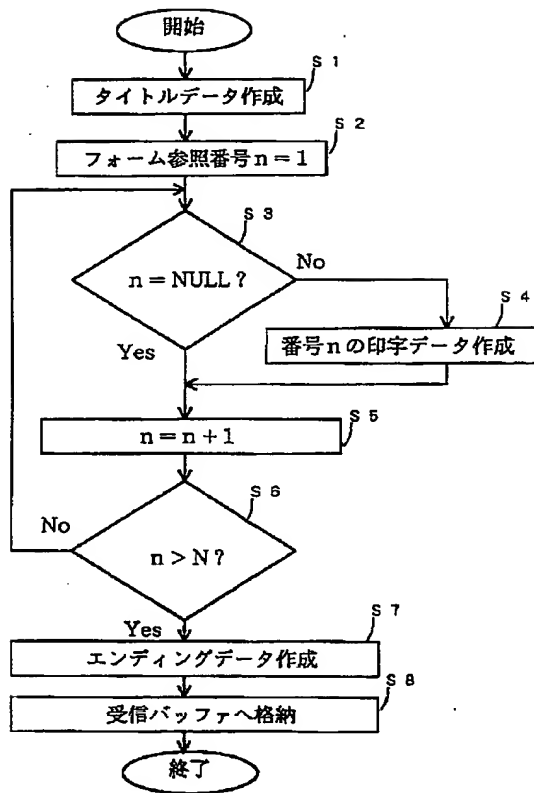 開始
S1
タイトルデータ作成
S2
フォーム参照番号n=1
S3
n=NULL?
No
Yes
S4
番号nの印字データ作成
S5
n=n+1
S6
No
n>N?
Yes
S7
エンディングデータ作成
S8
受信バッファへ格納
終了